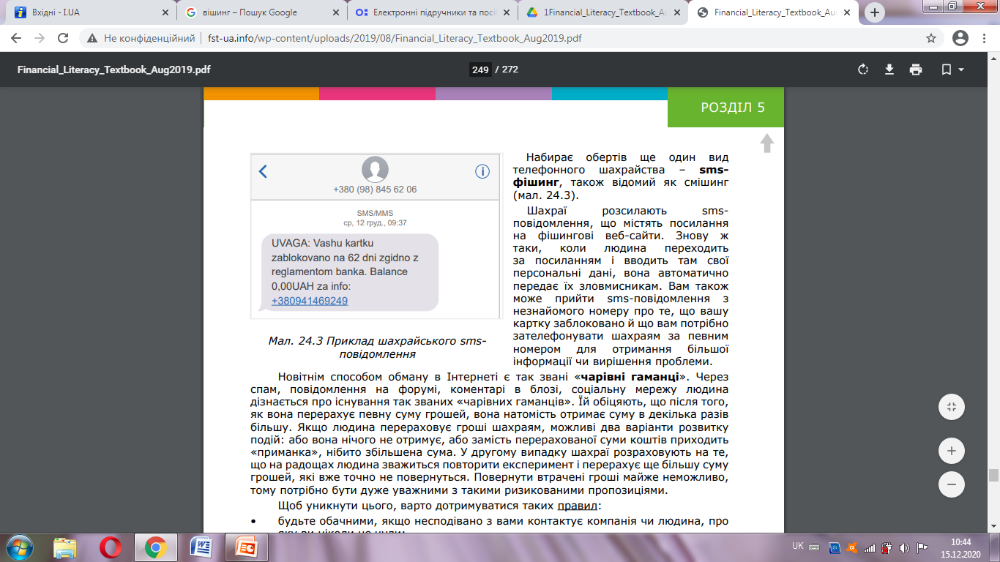 Вхідні - I.UA
вішинг – Пошук Google
Електронні підручники та посі
1Financial_Literacy_Textbook_Au
Financial_Literacy_Textbook_Aug
Не конфіденційний
fst-ua.info/wp-content/uploads/2019/08/Financial_Literacy_Textbook_Aug2019.pdf
Financial_Literacy_Textbook_Aug2019.pdf
249 / 272
РОЗДІЛ 5
+380 (98) 845 62 06
SMS/MMS
ср, 12 груд., 09:37
UVAGA: Vashu kartku
zablokovano na 62 dni zgidno z
reglamentom banka. Balance
0,00UAH za info:
+380941469249
Мал. 24.3 Приклад шахрайського sms-
повідомлення
Набирає обертів ще один вид
телефонного шахрайства – sms-
фішинг, також відомий як смішинг
(мал. 24.3).
Шахраї розсилають sms-
повідомлення, що містять посилання
на фішингові веб-сайти. Знову ж
таки, коли людина переходить
за посиланням і вводить там свої
персональні дані, вона автоматично
передає їх зловмисникам. Вам також
може прийти sms-повідомлення з
незнайомого номеру про те, що вашу
картку заблоковано й що вам потрібно
зателефонувати шахраям за певним
номером для отримання більшої
інформації чи вирішення проблеми.
Новітнім способом обману в Інтернеті є так звані «чарівні гаманці». Через
спам, повідомлення на форумі, коментарі в блозі, соціальну мережу людина
дізнається про існування так званих «чарівних гаманців». Їй обіцяють, що після того,
як вона перерахує певну суму грошей, вона натомість отримає суму в декілька разів
більшу. Якщо людина перераховує гроші шахраям, можливі два варіанти розвитку
подій: або вона нічого не отримує, або замість перерахованої суми коштів приходить
«приманка», нібито збільшена сума. У другому випадку шахраї розраховують на те,
що на радощах людина зважиться повторити експеримент і перерахує ще більшу суму
грошей, які вже точно не повернуться. Повернути втрачені гроші майже неможливо,
тому потрібно бути дуже уважними з такими ризикованими пропозиціями.
Щоб уникнути цього, варто дотримуватися таких правил:
• будьте обачними, якщо несподівано з вами контактує компанія чи людина, про
яку ви ніколи не чули;
UK
10:44
15.12.2020